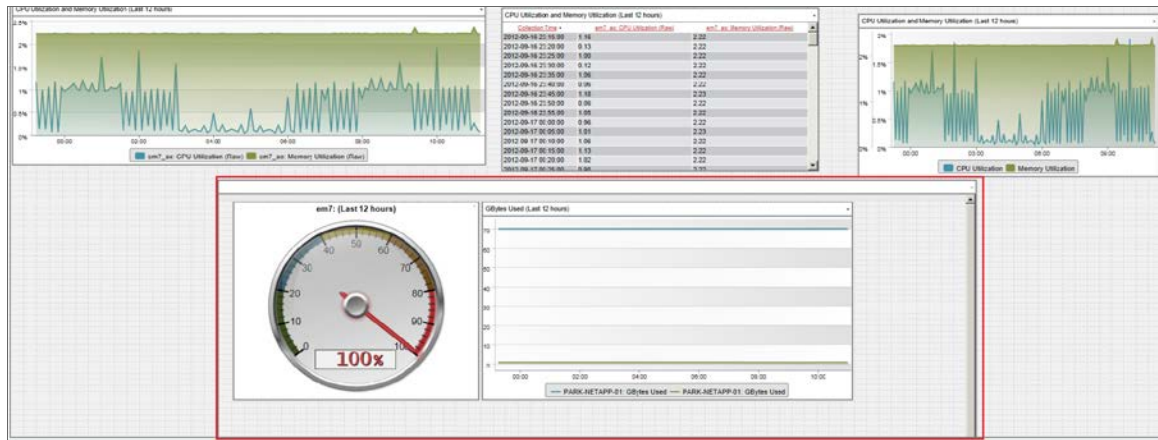 CPU Utilization and Memory Utilization (Last 12 hours)
2.5%
2%
1.5%
1%
0.5%
0%
00:00 02:00 04:00 06:00 08:00 10:00
em7_ao: CPU Utilization (Raw) em7_ao: Memory Utilization (Raw)
CPU Utilization and Memory Utilization (Last 12 hours)
Collection Time em7_ao: CPU Utilization (Raw) em7_ao: Memory Utilization (Raw)
2012-09-16 23:15:00 1.16 2.22
2012-09-16 23:20:00 0.13 2.22
2012-09-16 23:25:00 1.00 2.22
2012-09-16 23:30:00 0.12 2.22
2012-09-16 23:35:00 1.06 2.22
2012-09-16 23:40:00 0.06 2.22
2012-09-16 23:45:00 1.18 2.23
2012-09-16 23:50:00 0.06 2.22
2012-09-16 23:55:00 1.05 2.22
2012-09-17 00:00:00 0.96 2.22
2012-09-17 00:05:00 1.01 2.23
2012-09-17 00:10:00 1.06 2.22
2012-09-17 00:15:00 1.13 2.22
2012-09-17 00:20:00 1.02 2.22
2012-09-17 00:25:00 2.22
CPU Utilization and Memory Utilization (Last 12 hours)
2%
1.5%
1%
0.5%
0%
00:00 03:00 06:00 09:00
CPU Utilization Memory Utilization
em7: (Last 12 hours)
0 10 20 30 40 50 60 70 80 90 100
100%
GBytes Used (Last 12 hours)
70
60
50
40
30
20
10
0
00:00 02:00 04:00 06:00 08:00 10:00
PARK-NETAPP-01: GBytes Used PARK-NETAPP-01: GBytes Used